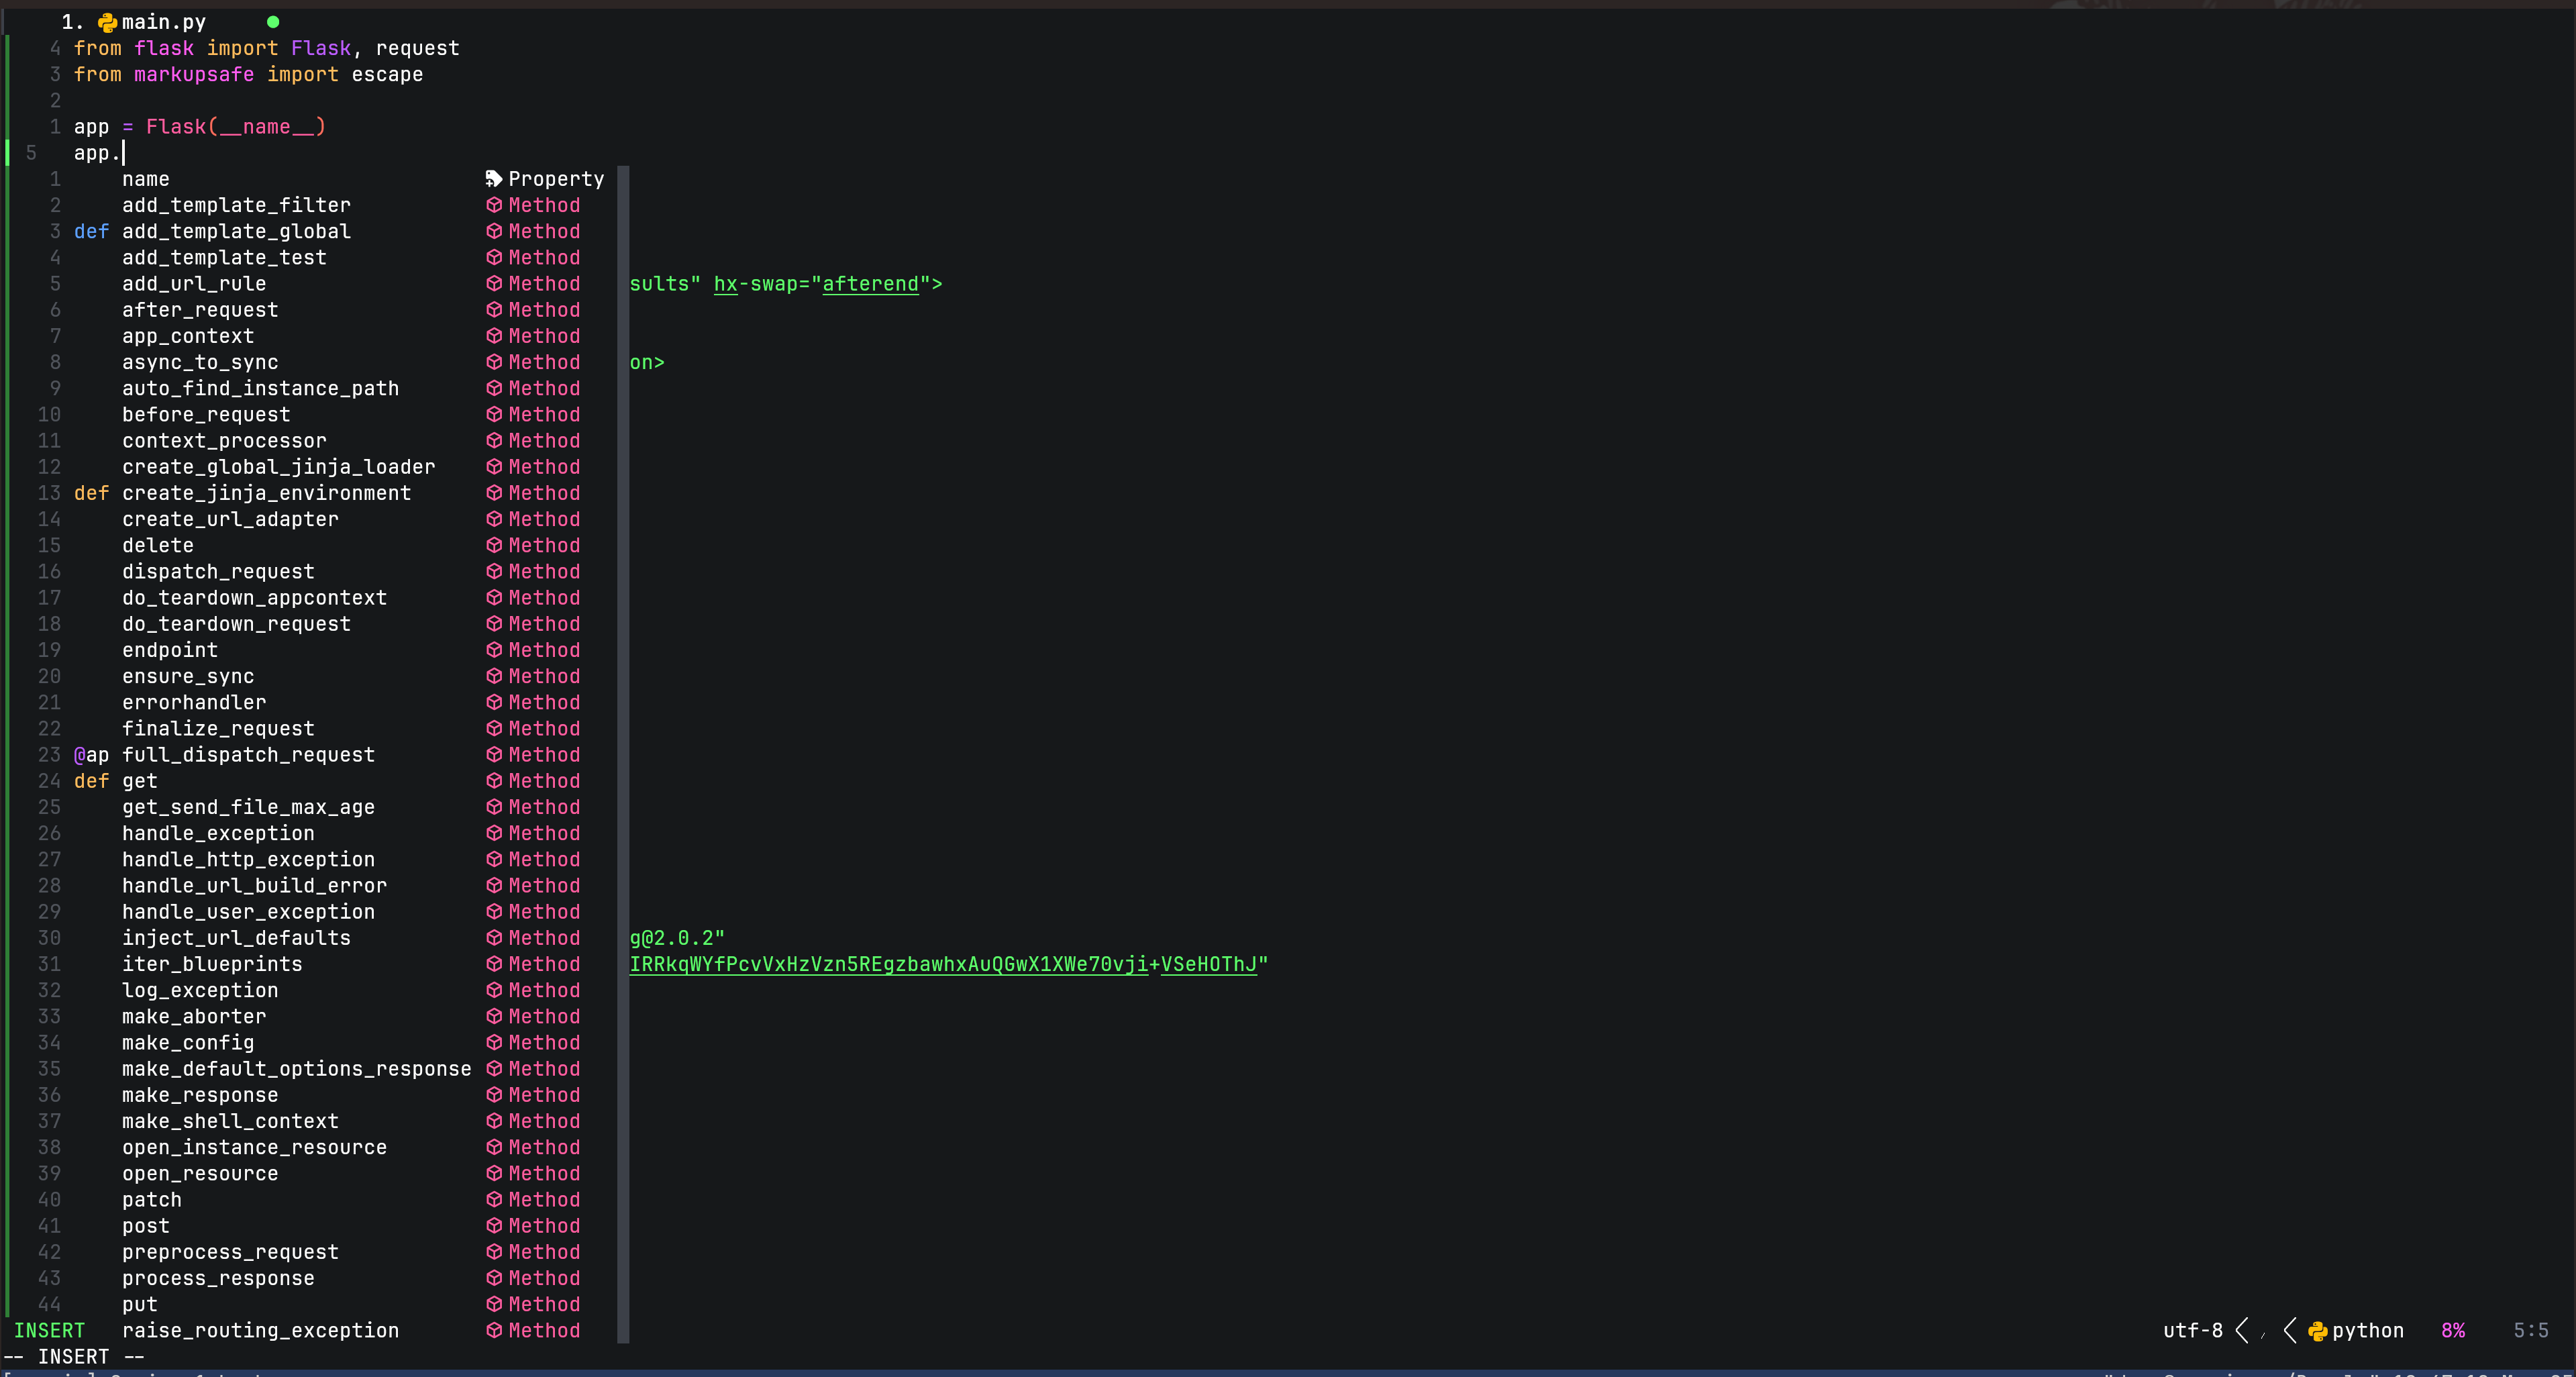 1. main.py
4 from flask import Flask, request
3 from markupsafe import escape
2
1 app = Flask(__name__)
5 app.
1 name Property
2 add_template_filter Method
3 def add_template_global Method
4 add_template_test Method
5 add_url_rule Method sults" hx-swap="afterend">
6 after_request Method
7 app_context Method
8 async_to_sync Method on>
9 auto_find_instance_path Method
10 before_request Method
11 context_processor Method
12 create_global_jinja_loader Method
13 def create_jinja_environment Method
14 create_url_adapter Method
15 delete Method
16 dispatch_request Method
17 do_teardown_appcontext Method
18 do_teardown_request Method
19 endpoint Method
20 ensure_sync Method
21 errorhandler Method
22 finalize_request Method
23 @ap full_dispatch_request Method
24 def get Method
25 get_send_file_max_age Method
26 handle_exception Method
27 handle_http_exception Method
28 handle_url_build_error Method
29 handle_user_exception Method
30 inject_url_defaults Method g@2.0.2"
31 iter_blueprints Method IRRkqWYfPcvVxHzVzn5REgzbawhxAuQGwX1XWe70vji+VSeHOThJ"
32 log_exception Method
33 make_aborter Method
34 make_config Method
35 make_default_options_response Method
36 make_response Method
37 make_shell_context Method
38 open_instance_resource Method
39 open_resource Method
40 patch Method
41 post Method
42 preprocess_request Method
43 process_response Method
44 put Method
INSERT raise_routing_exception Method utf-8 python 8% 5:5
-- INSERT --